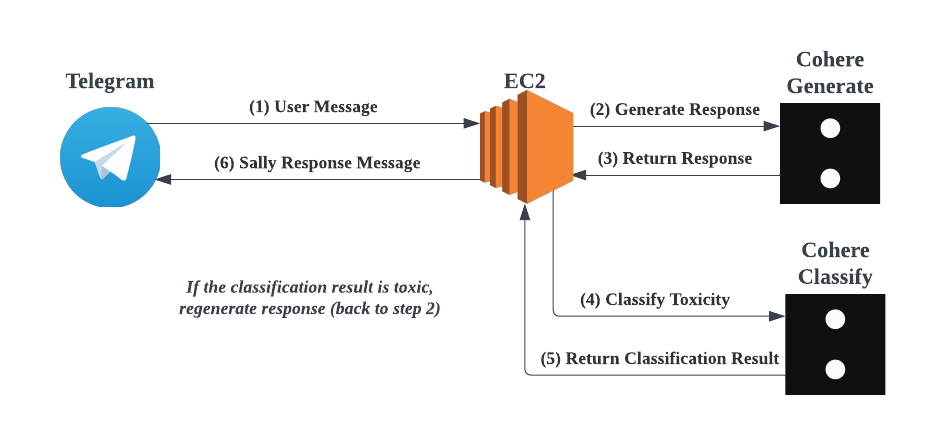 Telegram
EC2
Cohere
Generate
(1) User Message
(2) Generate Response
(6) Sally Response Message
(3) Return Response
Cohere
Classify
If the classification result is toxic,
regenerate response (back to step 2)
(4) Classify Toxicity
(5) Return Classification Result